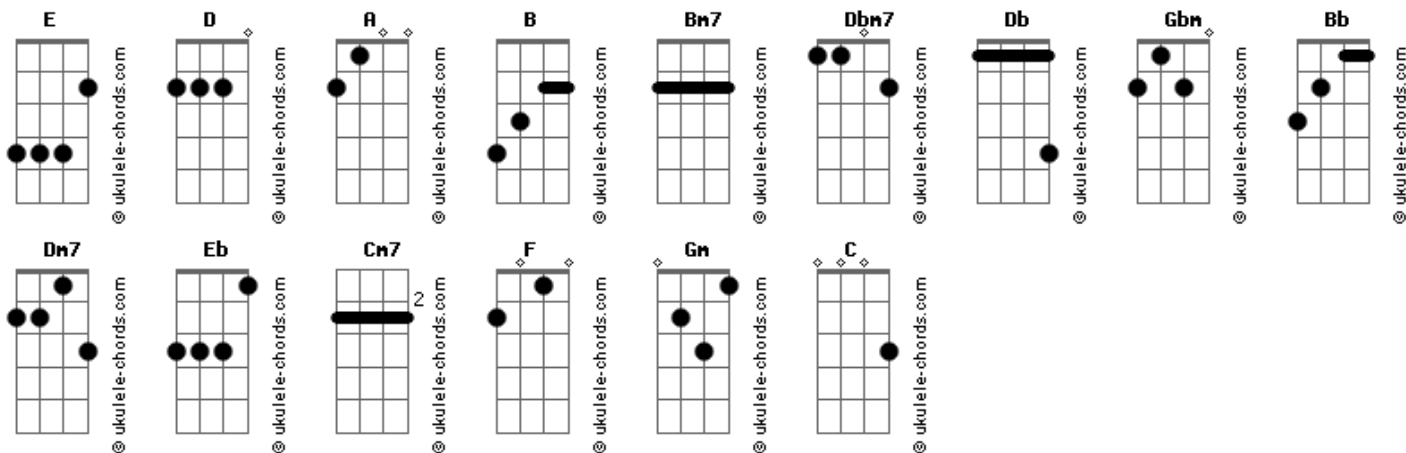 E D A B Bm7 Dbm7 Db Gbm Bb
© ukulele-chords.com © ukulele-chords.com © ukulele-chords.com © ukulele-chords.com © ukulele-chords.com © ukulele-chords.com © ukulele-chords.com © ukulele-chords.com © ukulele-chords.com
Dm7 Eb Cm7 F Gm C
2
© ukulele-chords.com © ukulele-chords.com © ukulele-chords.com © ukulele-chords.com © ukulele-chords.com © ukulele-chords.com